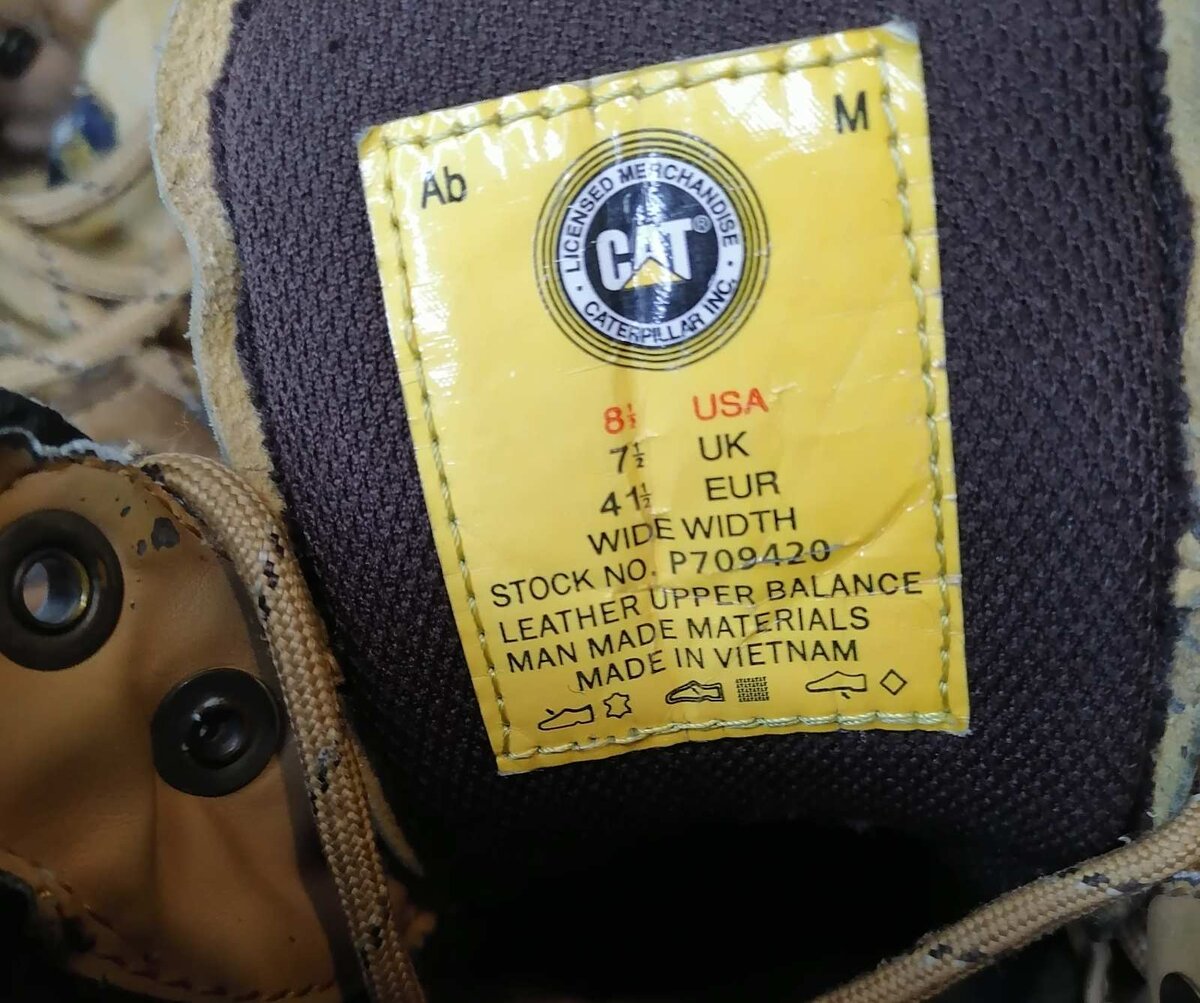 Ab M
LICENSED MERCHANDISE
CAT®
• CATERPILLAR INC. •
8½ USA
7½ UK
41½ EUR
WIDE WIDTH
STOCK NO. P709420
LEATHER UPPER BALANCE
MAN MADE MATERIALS
MADE IN VIETNAM